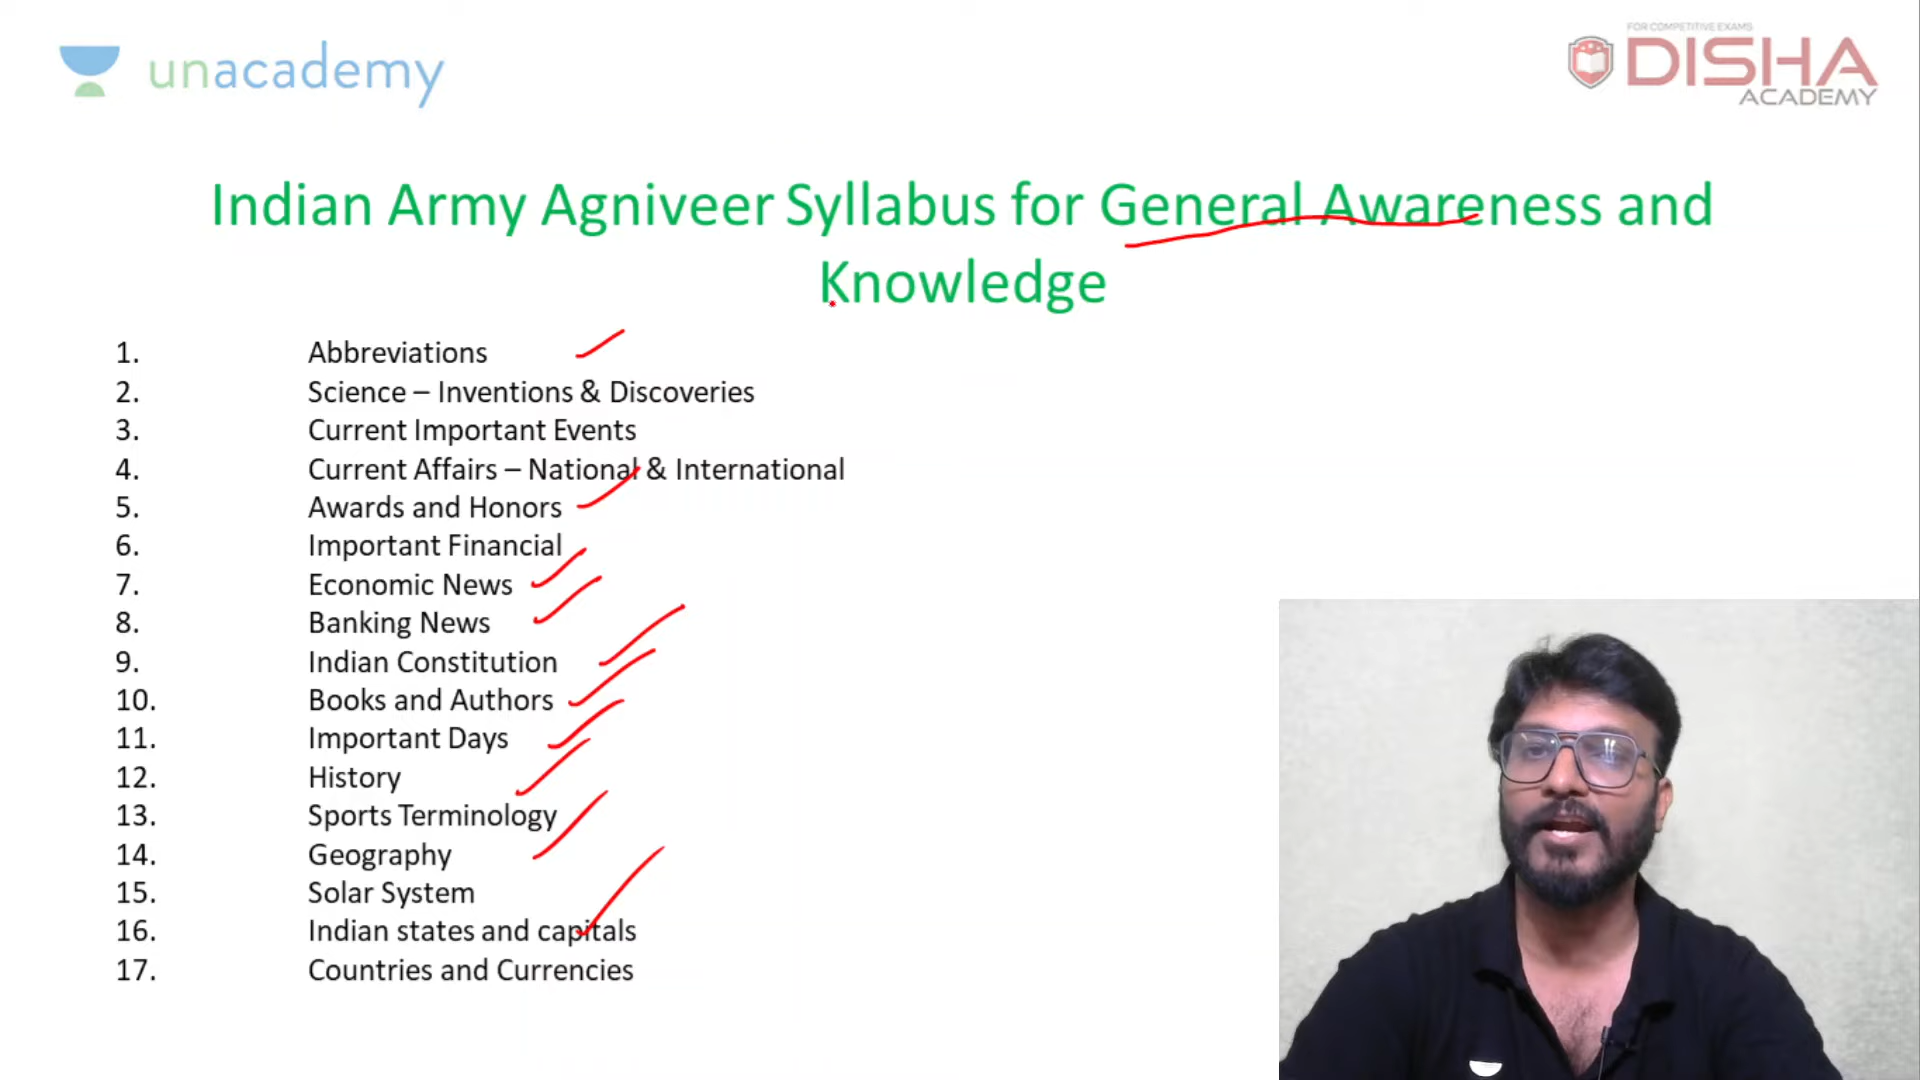 unacademy
FOR COMPETITIVE EXAMS
DISHA
ACADEMY
Indian Army Agniveer Syllabus for General Awareness and
Knowledge
1. Abbreviations
2. Science – Inventions & Discoveries
3. Current Important Events
4. Current Affairs – National & International
5. Awards and Honors
6. Important Financial
7. Economic News
8. Banking News
9. Indian Constitution
10. Books and Authors
11. Important Days
12. History
13. Sports Terminology
14. Geography
15. Solar System
16. Indian states and capitals
17. Countries and Currencies